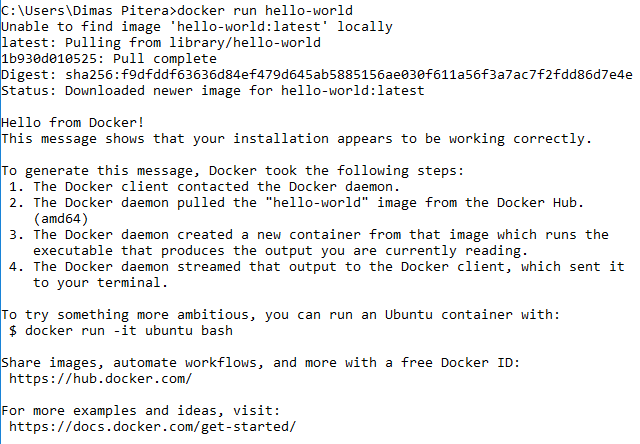 C:\Users\Dimas Pitera>docker run hello-world
Unable to find image 'hello-world:latest' locally
latest: Pulling from library/hello-world
1b930d010525: Pull complete
Digest: sha256:f9dfddf63636d84ef479d645ab5885156ae030f611a56f3a7ac7f2fdd86d7e4e
Status: Downloaded newer image for hello-world:latest

Hello from Docker!
This message shows that your installation appears to be working correctly.

To generate this message, Docker took the following steps:
 1. The Docker client contacted the Docker daemon.
 2. The Docker daemon pulled the "hello-world" image from the Docker Hub.
    (amd64)
 3. The Docker daemon created a new container from that image which runs the
    executable that produces the output you are currently reading.
 4. The Docker daemon streamed that output to the Docker client, which sent it
    to your terminal.

To try something more ambitious, you can run an Ubuntu container with:
 $ docker run -it ubuntu bash

Share images, automate workflows, and more with a free Docker ID:
 https://hub.docker.com/

For more examples and ideas, visit:
 https://docs.docker.com/get-started/